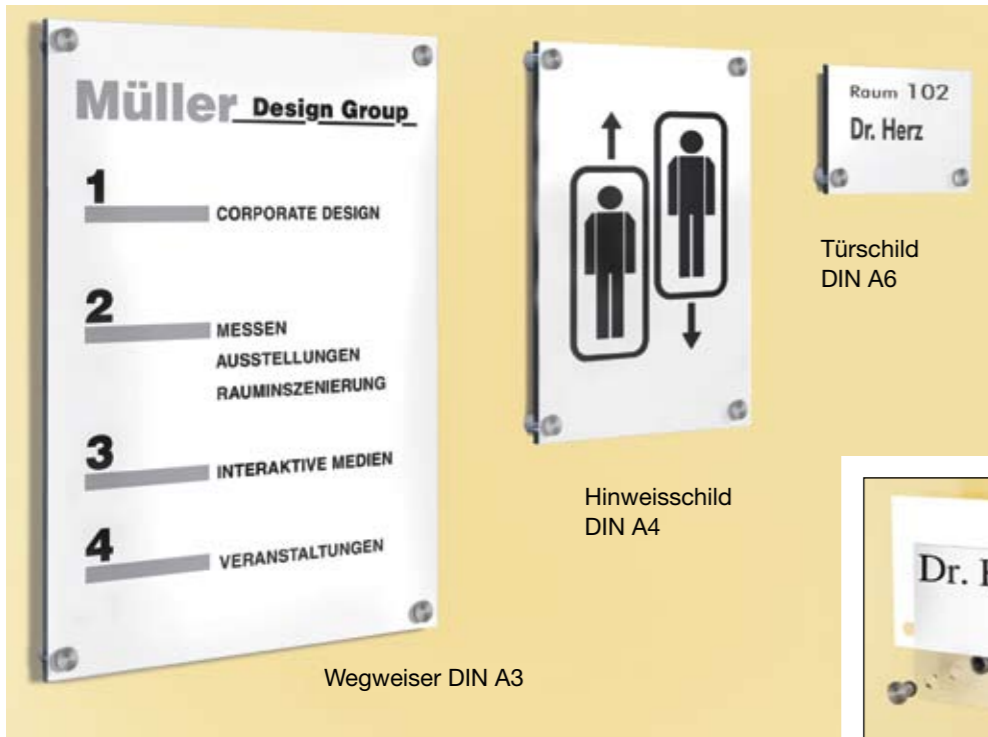 Müller Design Group
1
CORPORATE DESIGN
2
MESSEN
AUSSTELLUNGEN
RAUMINSZENIERUNG
3
INTERAKTIVE MEDIEN
4
VERANSTALTUNGEN
Wegweiser DIN A3
Hinweisschild
DIN A4
Raum 102
Dr. Herz
Türschild
DIN A6
Dr.